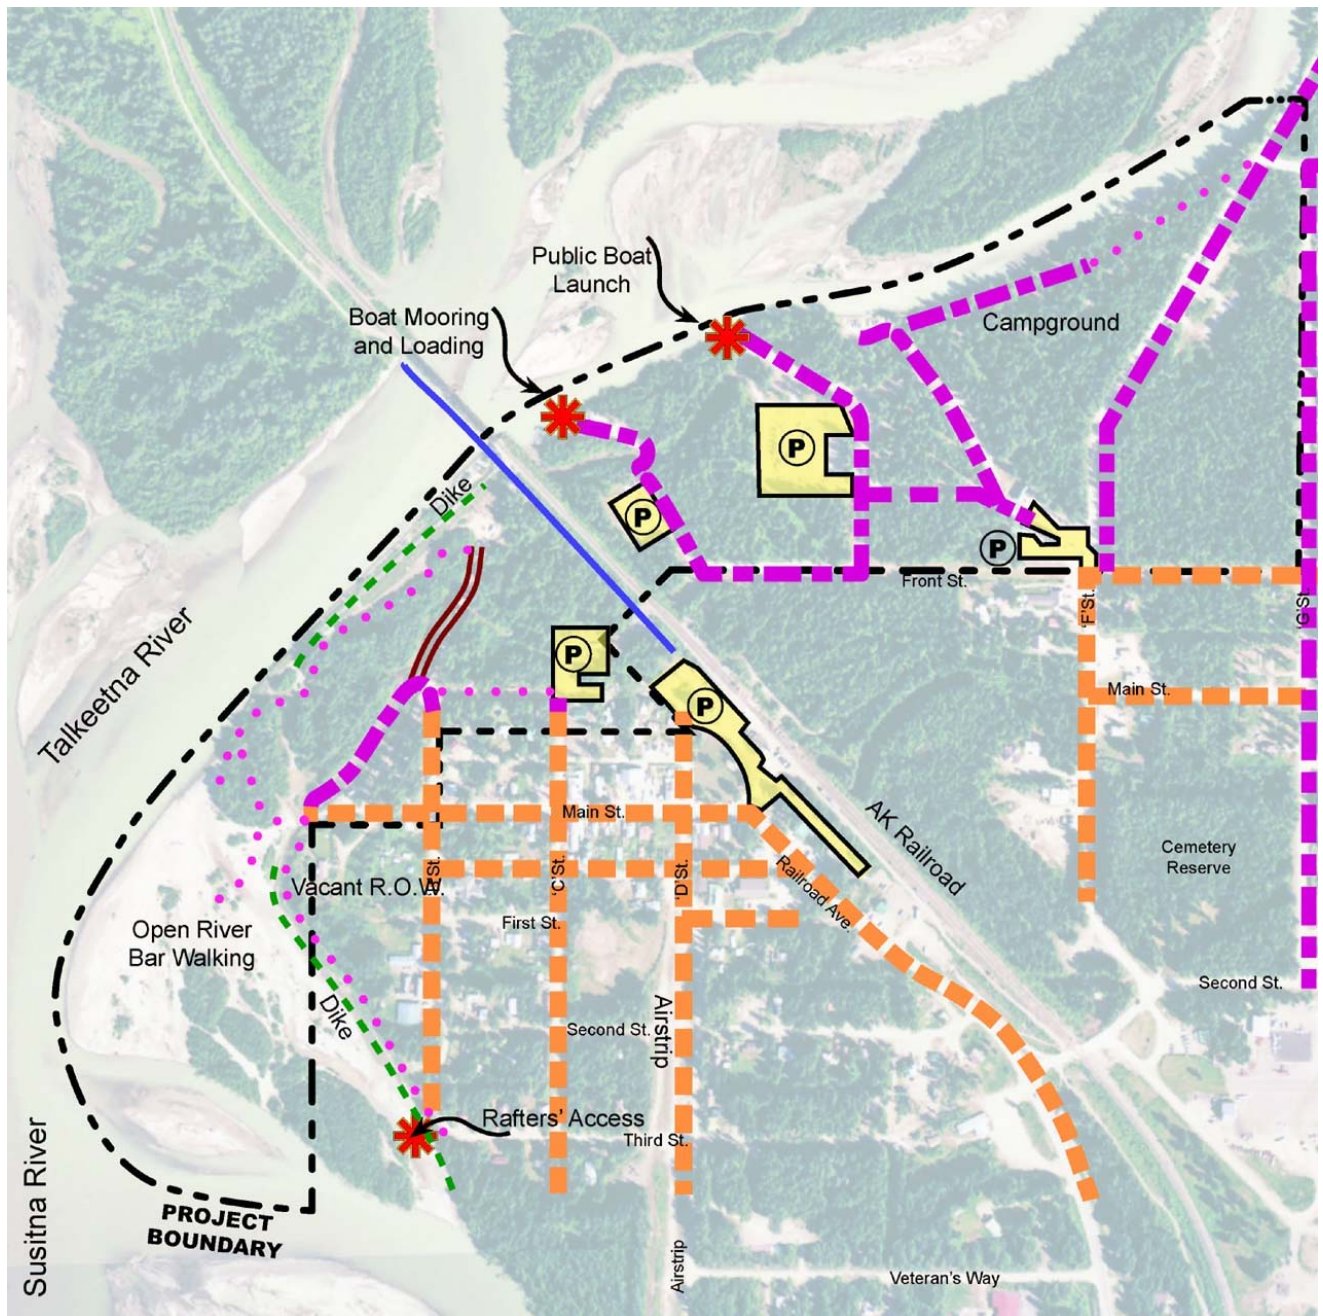 Public Boat
Launch
Boat Mooring
and Loading
Campground
P
P
P
Dike
Front St.
'F'St.
'G'St.
Talkeetna River
P
P
Main St.
Main St.
AK Railroad
Cemetery
Reserve
Vacant R.O.W.
'C'St.
'D'St.
Railroad Ave.
First St.
Open River
Bar Walking
Second St.
Dike
Second St.
Airstrip
Rafters' Access
Third St.
Susitna River
PROJECT
BOUNDARY
Airstrip
Veteran's Way